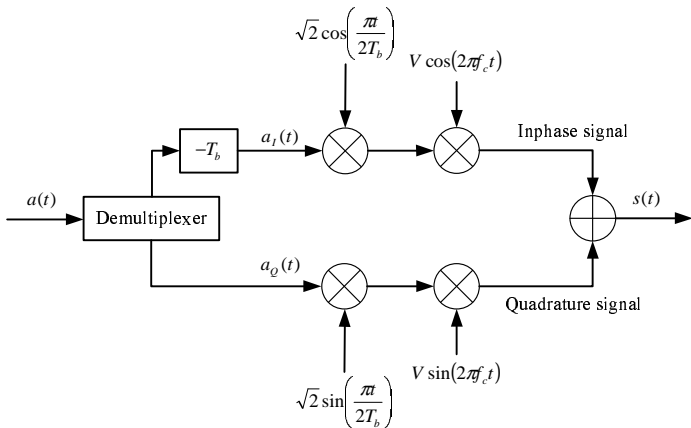 √2 cos(πt/2T_b)
V cos(2πf_c t)
Inphase signal
a_I(t)
−T_b
a(t)
Demultiplexer
s(t)
a_Q(t)
Quadrature signal
V sin(2πf_c t)
√2 sin(πt/2T_b)